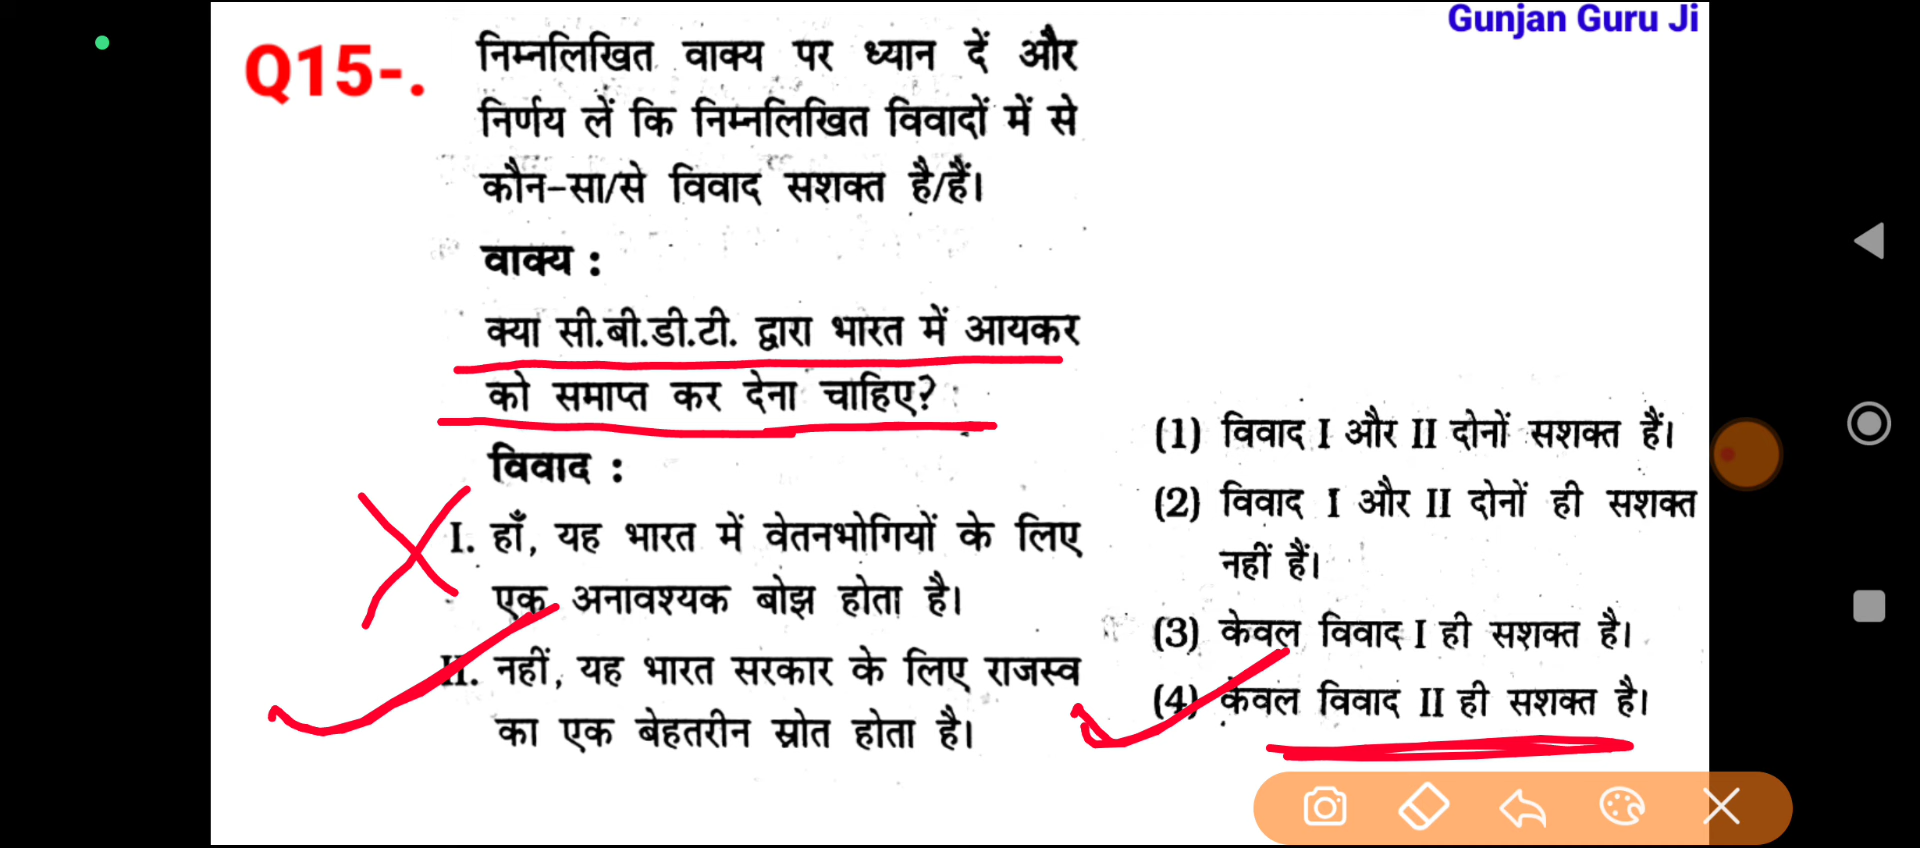 Gunjan Guru Ji
Q15-.
निम्नलिखित वाक्य पर ध्यान दें और
निर्णय लें कि निम्नलिखित विवादों में से
कौन-सा/से विवाद सशक्त है/हैं।
वाक्य :
क्या सी.बी.डी.टी. द्वारा भारत में आयकर
को समाप्त कर देना चाहिए?
विवाद :
I. हाँ, यह भारत में वेतनभोगियों के लिए
एक अनावश्यक बोझ होता है।
II. नहीं, यह भारत सरकार के लिए राजस्व
का एक बेहतरीन स्रोत होता है।
(1) विवाद I और II दोनों सशक्त हैं।
(2) विवाद I और II दोनों ही सशक्त
नहीं हैं।
(3) केवल विवाद I ही सशक्त है।
(4) केवल विवाद II ही सशक्त है।